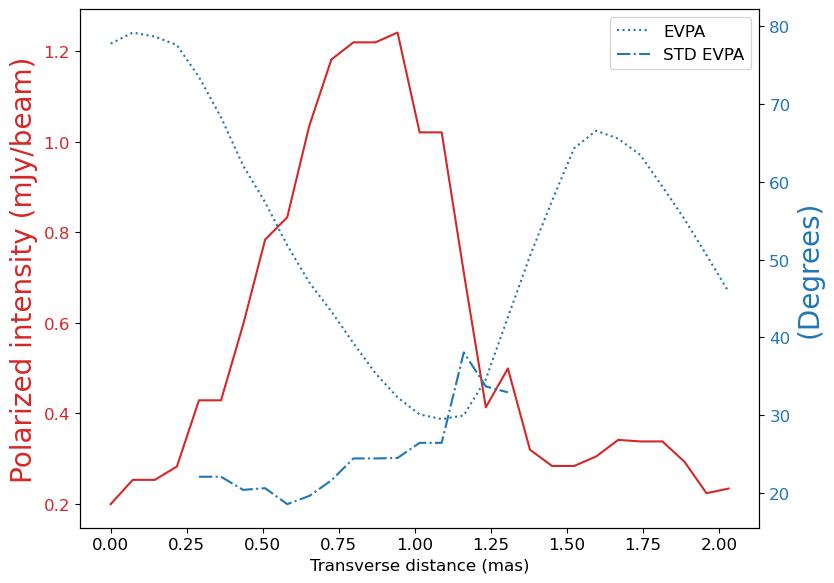 Polarized intensity (mJy/beam)
1.2
1.0
0.8
0.6
0.4
0.2
EVPA
STD EVPA
80
70
60
50
40
30
20
(Degrees)
0.00 0.25 0.50 0.75 1.00 1.25 1.50 1.75 2.00
Transverse distance (mas)